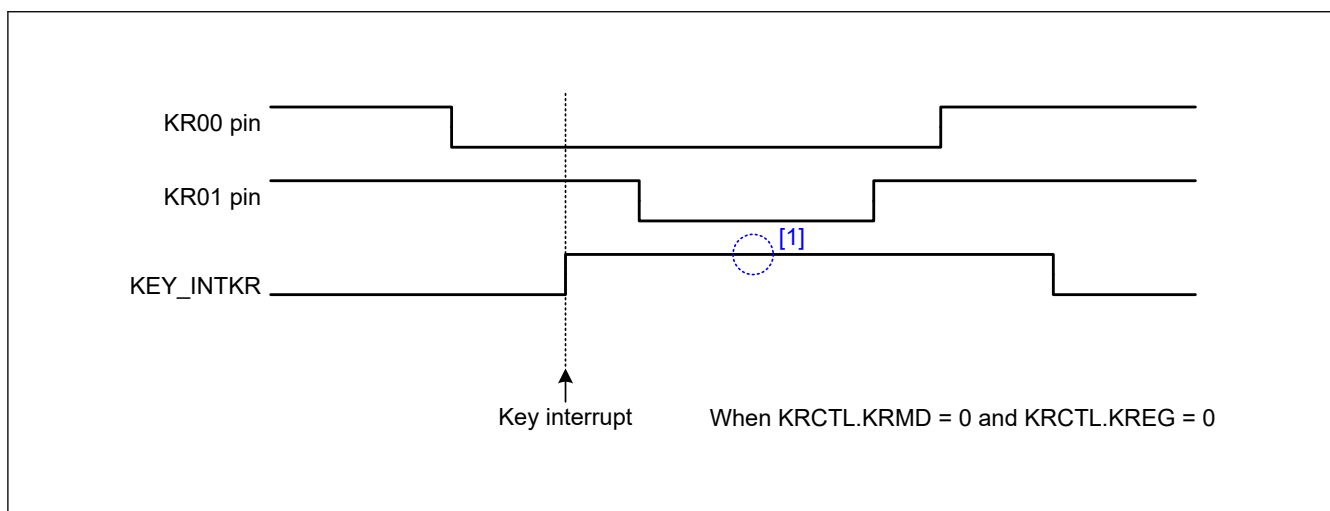 KR00 pin
KR01 pin
[1]
KEY_INTKR
Key interrupt
When KRCTL.KRMD = 0 and KRCTL.KREG = 0